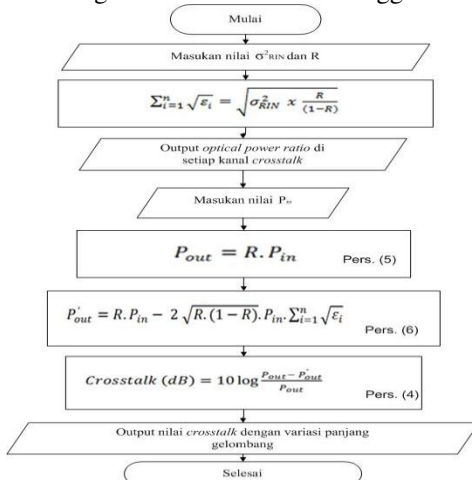 Mulai
Masukan nilai σ²RIN dan R
∑ⁿᵢ₌₁ √εᵢ = √(σ²RIN x R/(1−R))
Output optical power ratio di
setiap kanal crosstalk
Masukan nilai Pin
Pout = R.Pin Pers. (5)
P'out = R.Pin − 2 √(R.(1−R)).Pin.∑ⁿᵢ₌₁ √εᵢ
Pers. (6)
Crosstalk (dB) = 10 log (Pout−P'out)/Pout
Pers. (4)
Output nilai crosstalk dengan variasi panjang
gelombang
Selesai